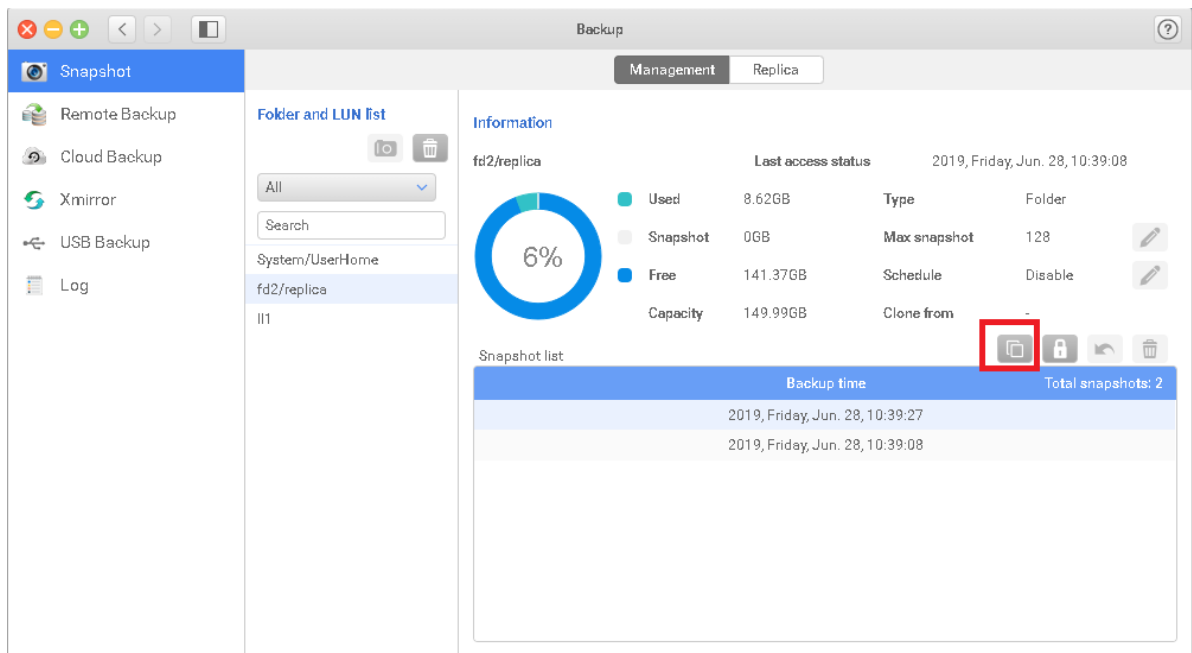 Backup
?
Snapshot
Management Replica
Remote Backup
Cloud Backup
Xmirror
USB Backup
Log
Folder and LUN list
All
Search
System/UserHome
fd2/replica
ll1
Information
fd2/replica Last access status 2019, Friday, Jun. 28, 10:39:08
6%
Used 8.62GB Type Folder
Snapshot 0GB Max snapshot 128
Free 141.37GB Schedule Disable
Capacity 149.99GB Clone from -
Snapshot list
Backup time Total snapshots: 2
2019, Friday, Jun. 28, 10:39:27
2019, Friday, Jun. 28, 10:39:08